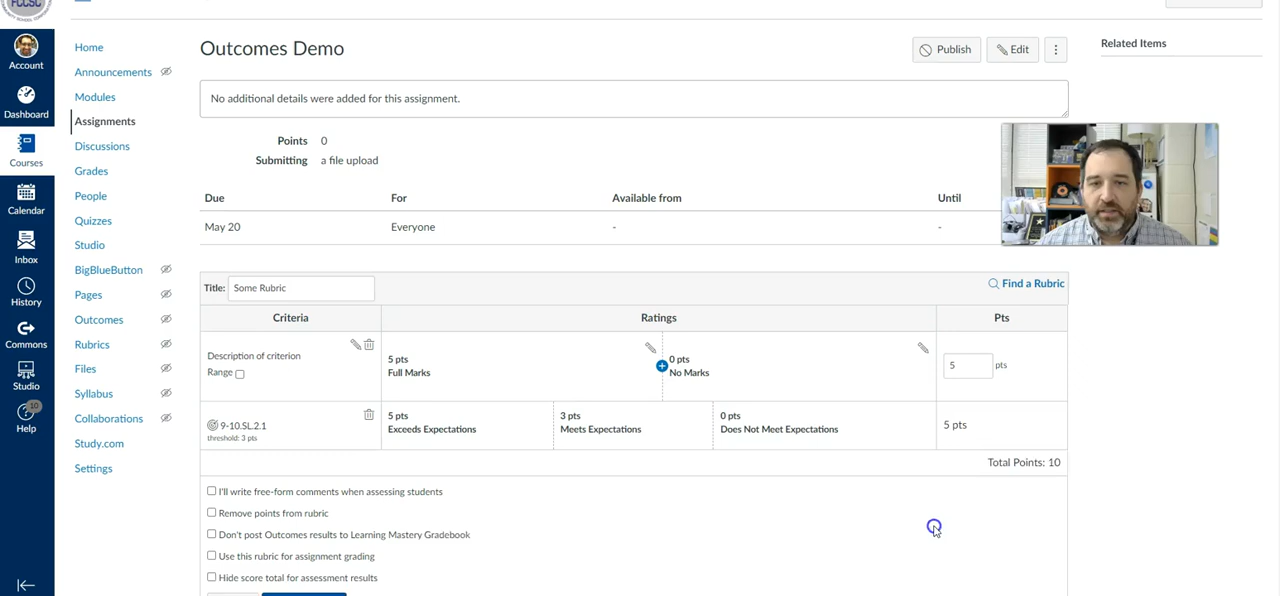 FCCSC
Account
Dashboard
Courses
Calendar
Inbox
History
Commons
Studio
10
Help
Home
Announcements
Modules
Assignments
Discussions
Grades
People
Quizzes
Studio
BigBlueButton
Pages
Outcomes
Rubrics
Files
Syllabus
Collaborations
Study.com
Settings
Outcomes Demo
Publish
Edit
Related Items
No additional details were added for this assignment.
Points 0
Submitting a file upload
Due For Available from Until
May 20 Everyone - -
Title: Some Rubric Find a Rubric
Criteria Ratings Pts
Description of criterion
Range
5 pts
Full Marks
0 pts
No Marks
5 pts
9-10.SL.2.1
threshold: 3 pts
5 pts
Exceeds Expectations
3 pts
Meets Expectations
0 pts
Does Not Meet Expectations
5 pts
Total Points: 10
I'll write free-form comments when assessing students
Remove points from rubric
Don't post Outcomes results to Learning Mastery Gradebook
Use this rubric for assignment grading
Hide score total for assessment results